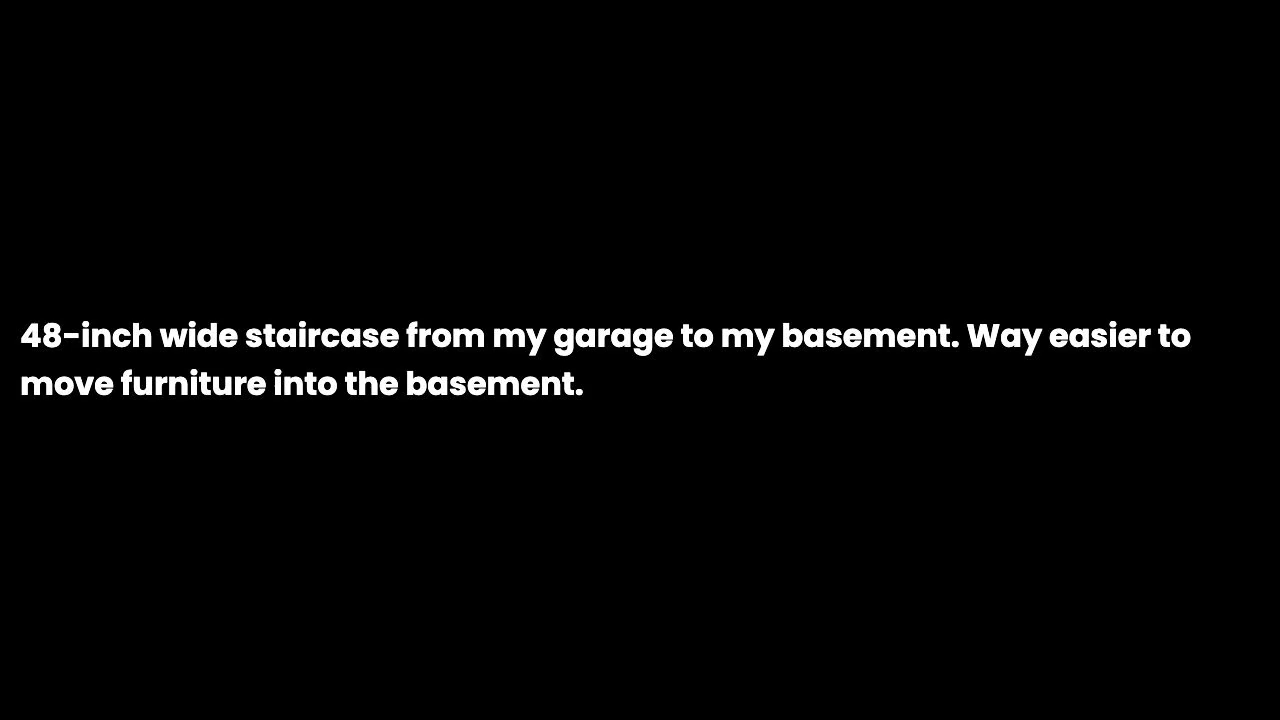 48-inch wide staircase from my garage to my basement. Way easier to
move furniture into the basement.